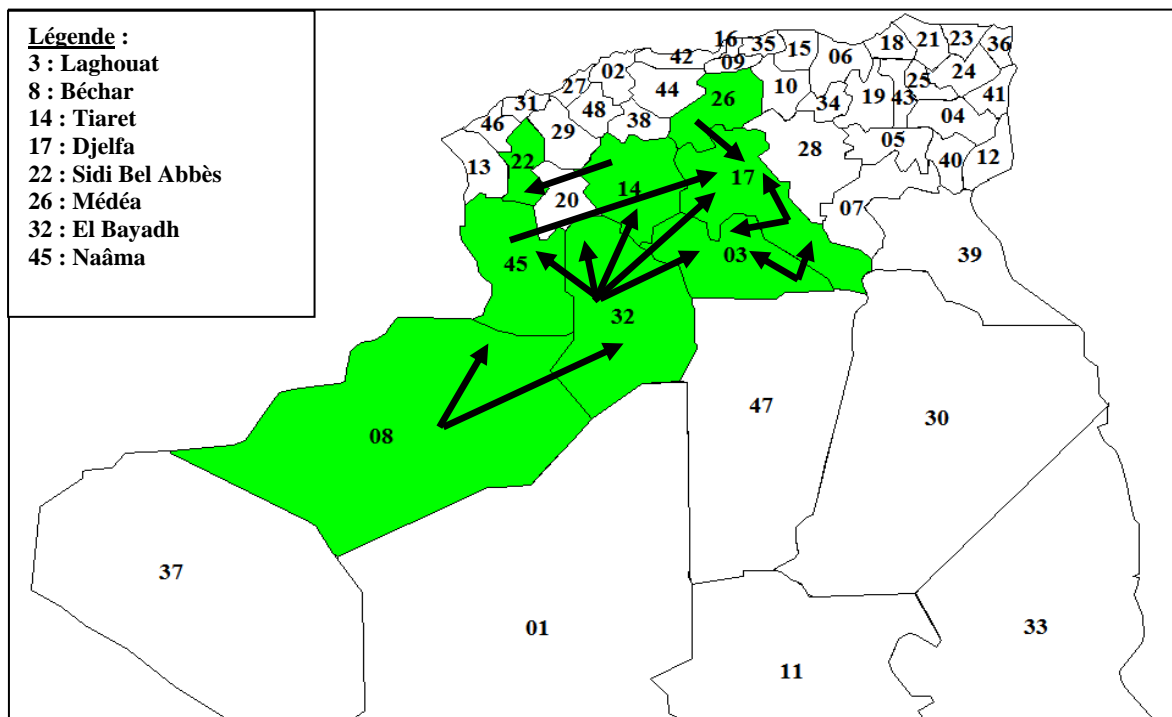 Légende :
3 : Laghouat
8 : Béchar
14 : Tiaret
17 : Djelfa
22 : Sidi Bel Abbès
26 : Médéa
32 : El Bayadh
45 : Naâma
16 35 15 18 21 23 36
42 09 06
27 02 44 26 10 34 19 43 25 24 41
31 48 04
46 29 38
13 22 28 05 40 12
20 14 17 07
45 03 39
32
08 47 30
37 01 11 33